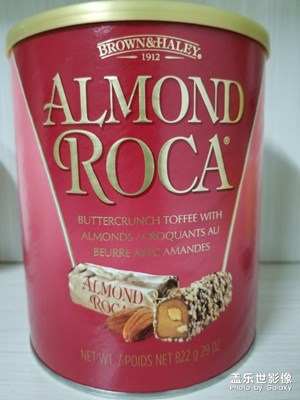 BROWN & HALEY
1912
ALMOND
ROCA®
BUTTERCRUNCH TOFFEE WITH
ALMONDS / CROQUANTS AU
BEURRE AVEC AMANDES
ALMOND
ROCA
NET WT. / POIDS NET 822 g 29 OZ.
盖乐世影像
Photo by Galaxy